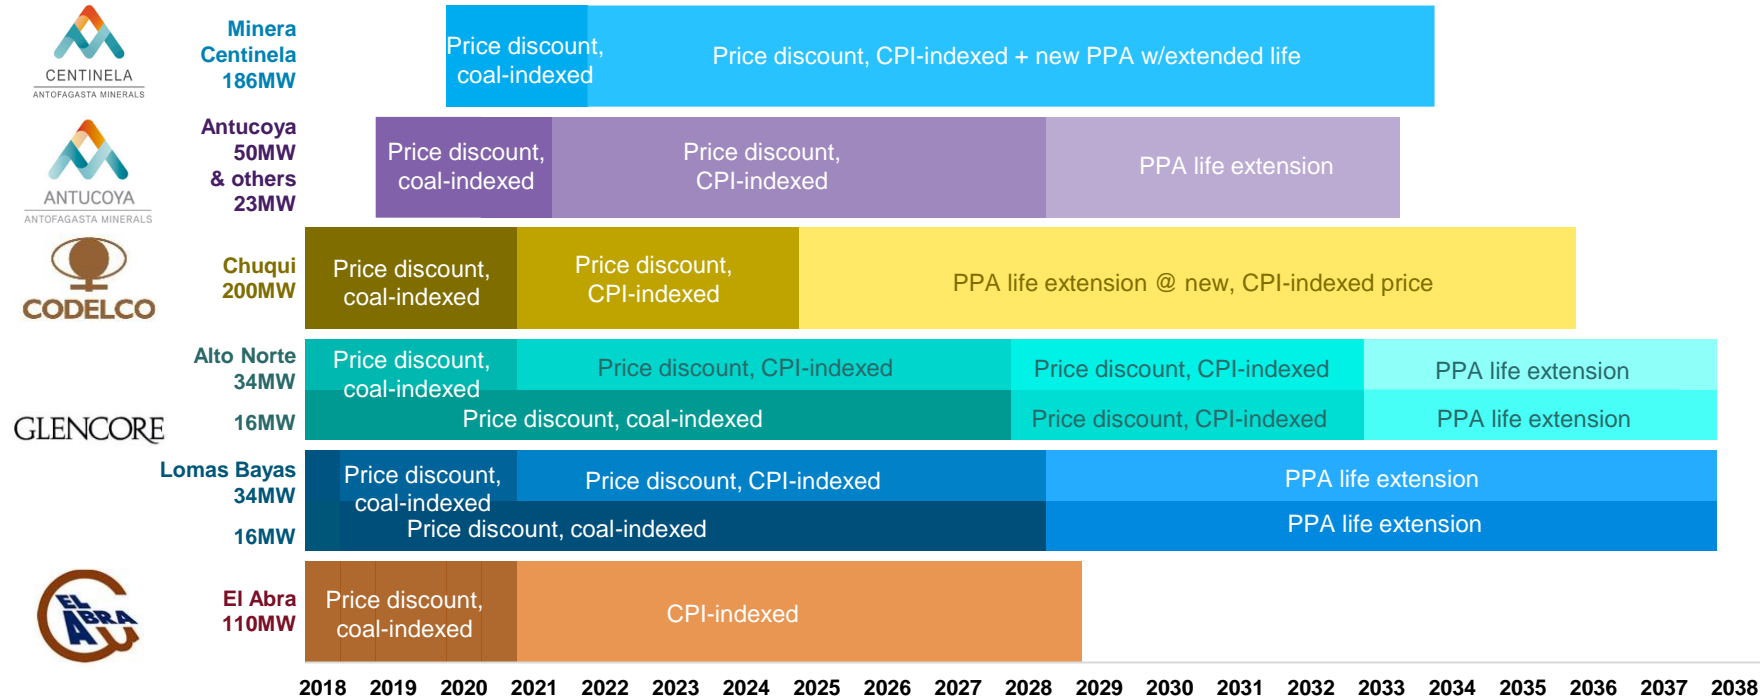 CENTINELA
ANTOFAGASTA MINERALS
Minera
Centinela
186MW
Price discount,
coal-indexed
Price discount, CPI-indexed + new PPA w/extended life
ANTUCOYA
ANTOFAGASTA MINERALS
Antucoya
50MW
& others
23MW
Price discount,
coal-indexed
Price discount,
CPI-indexed
PPA life extension
CODELCO
Chuqui
200MW
Price discount,
coal-indexed
Price discount,
CPI-indexed
PPA life extension @ new, CPI-indexed price
GLENCORE
Alto Norte
34MW
Price discount,
coal-indexed
Price discount, CPI-indexed
Price discount, CPI-indexed
PPA life extension
16MW
Price discount, coal-indexed
Price discount, CPI-indexed
PPA life extension
Lomas Bayas
34MW
Price discount,
coal-indexed
Price discount, CPI-indexed
PPA life extension
16MW
Price discount, coal-indexed
PPA life extension
EL
ABRA
El Abra
110MW
Price discount,
coal-indexed
CPI-indexed
2018 2019 2020 2021 2022 2023 2024 2025 2026 2027 2028 2029 2030 2031 2032 2033 2034 2035 2036 2037 2038